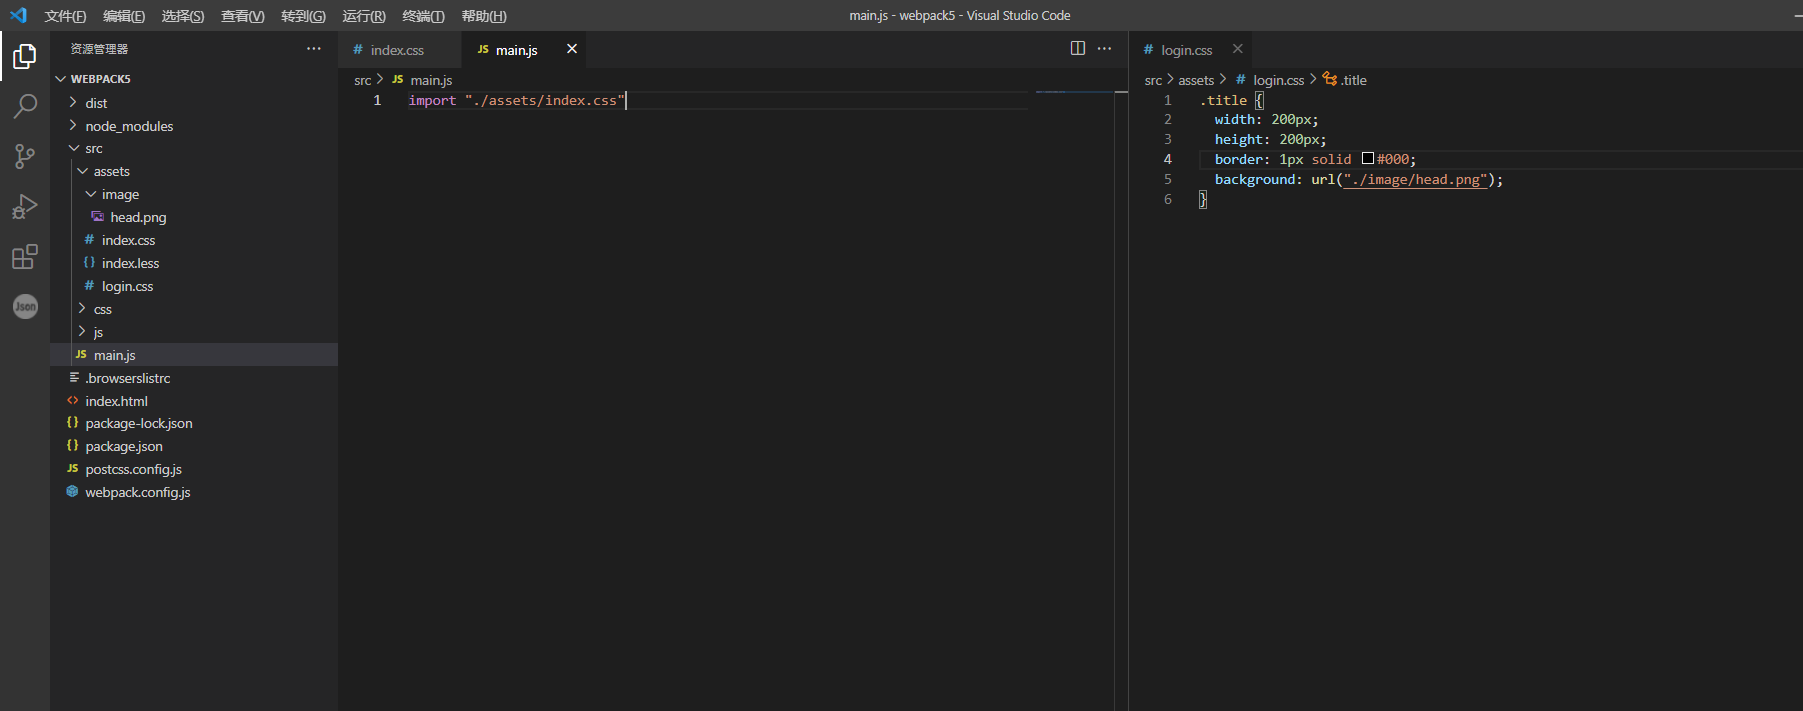 文件(F) 编辑(E) 选择(S) 查看(V) 转到(G) 运行(R) 终端(T) 帮助(H)
main.js - webpack5 - Visual Studio Code
资源管理器
WEBPACK5
dist
node_modules
src
assets
image
head.png
# index.css
{} index.less
# login.css
css
js
JS main.js
.browserslistrc
<> index.html
{} package-lock.json
{} package.json
JS postcss.config.js
webpack.config.js
Json
# index.css
JS main.js
src > JS main.js
1 import "./assets/index.css"
# login.css
src > assets > # login.css > .title
1 .title {
2 width: 200px;
3 height: 200px;
4 border: 1px solid #000;
5 background: url("./image/head.png");
6 }